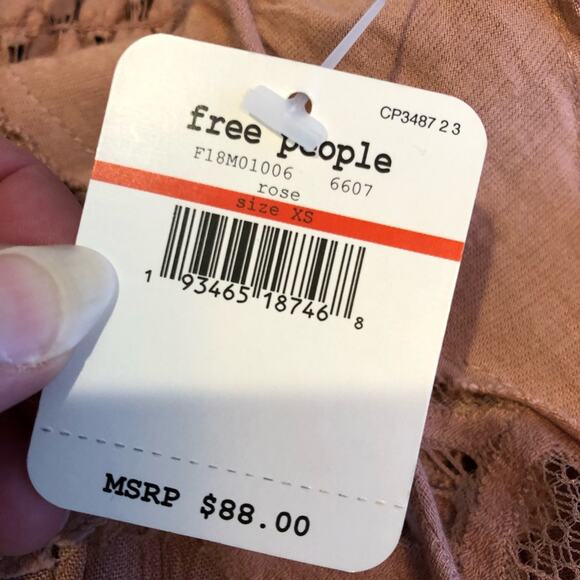 CP3487 2 3
free people
F18M01006 6607
rose
size XS
1 93465 18746 8
MSRP $88.00